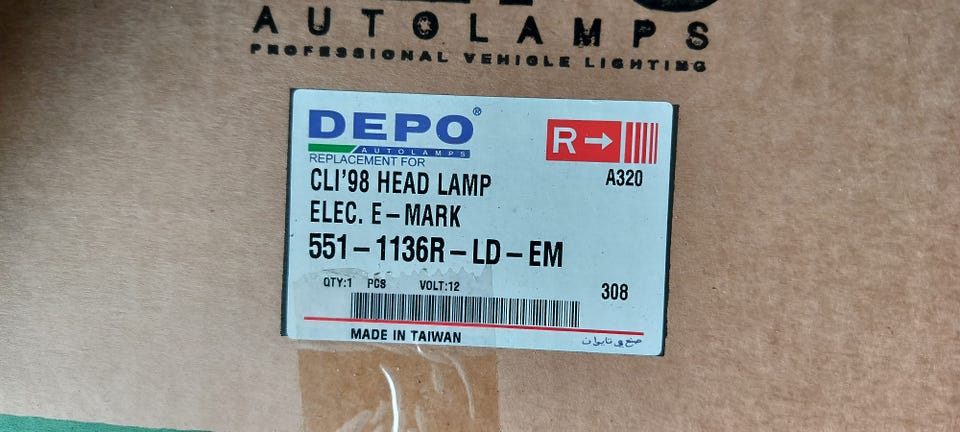 AUTOLAMPS
PROFESSIONAL VEHICLE LIGHTING
DEPO®
AUTOLAMPS
R→
REPLACEMENT FOR
A320
CLI'98 HEAD LAMP
ELEC. E-MARK
551-1136R-LD-EM
QTY:1 PCS VOLT:12
308
MADE IN TAIWAN
صنع في تايوان